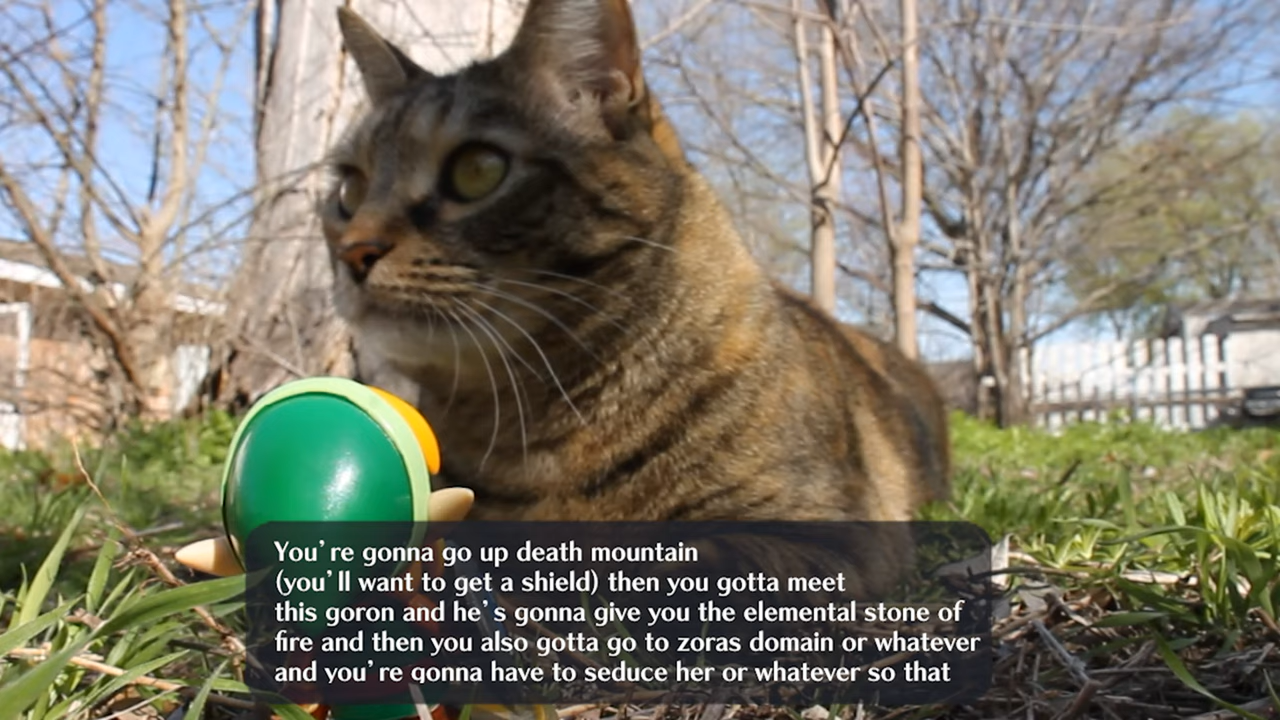 You're gonna go up death mountain
(you'll want to get a shield) then you gotta meet
this goron and he's gonna give you the elemental stone of
fire and then you also gotta go to zoras domain or whatever
and you're gonna have to seduce her or whatever so that